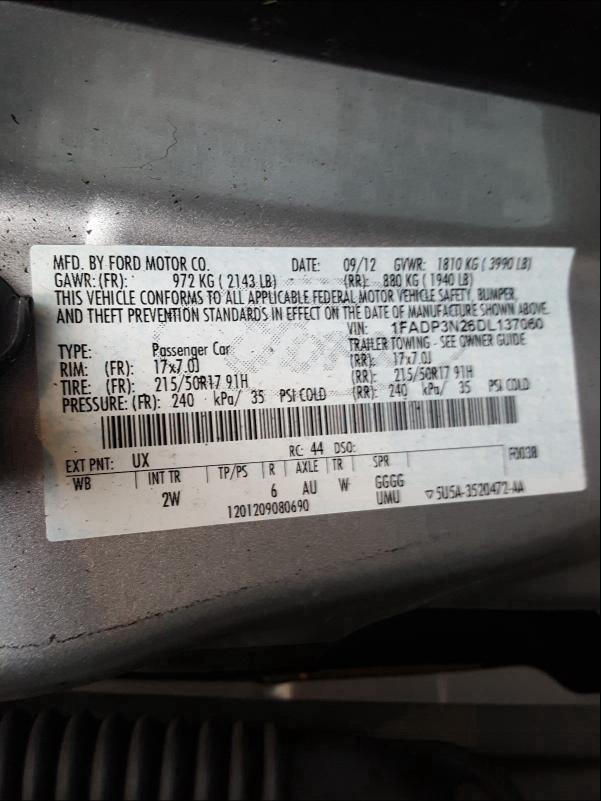 MFD. BY FORD MOTOR CO. DATE: 09/12 GVWR: 1810 KG ( 3990 LB)
GAWR: (FR): 972 KG ( 2143 LB) (RR): 880 KG ( 1940 LB)
THIS VEHICLE CONFORMS TO ALL APPLICABLE FEDERAL MOTOR VEHICLE SAFETY, BUMPER,
AND THEFT PREVENTION STANDARDS IN EFFECT ON THE DATE OF MANUFACTURE SHOWN ABOVE.
VIN: 1FADP3N26DL137060
TYPE: Passenger Car TRAILER TOWING - SEE OWNER GUIDE
RIM: (FR): 17x7.0J (RR): 17x7.0J
TIRE: (FR): 215/50R17 91H (RR): 215/50R17 91H
PRESSURE: (FR): 240 kPa/ 35 PSI COLD (RR): 240 kPa/ 35 PSI COLD
EXT PNT: UX RC: 44 DSO: F0038
WB INT TR TP/PS R AXLE TR SPR
2W 6 AU W GGGG
UMU
1201209080690 ▽5U5A-3520472-AA